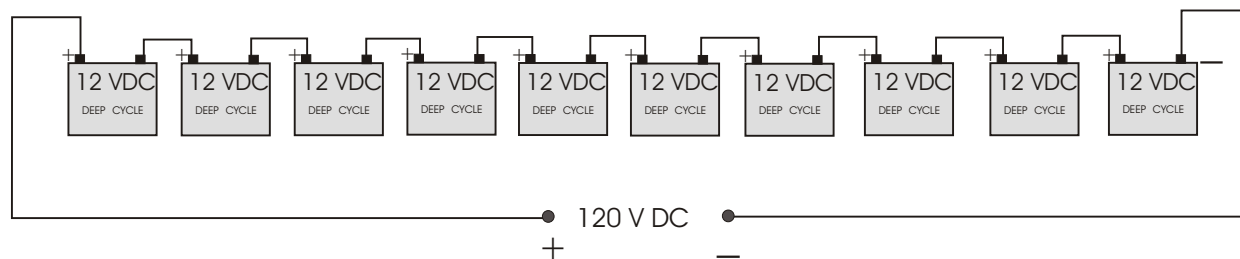 + 12 VDC
DEEP CYCLE
+ 12 VDC
DEEP CYCLE
+ 12 VDC
DEEP CYCLE
+ 12 VDC
DEEP CYCLE
+ 12 VDC
DEEP CYCLE
+ 12 VDC
DEEP CYCLE
+ 12 VDC
DEEP CYCLE
+ 12 VDC
DEEP CYCLE
+ 12 VDC
DEEP CYCLE
+ 12 VDC −
DEEP CYCLE
120 V DC
+ −